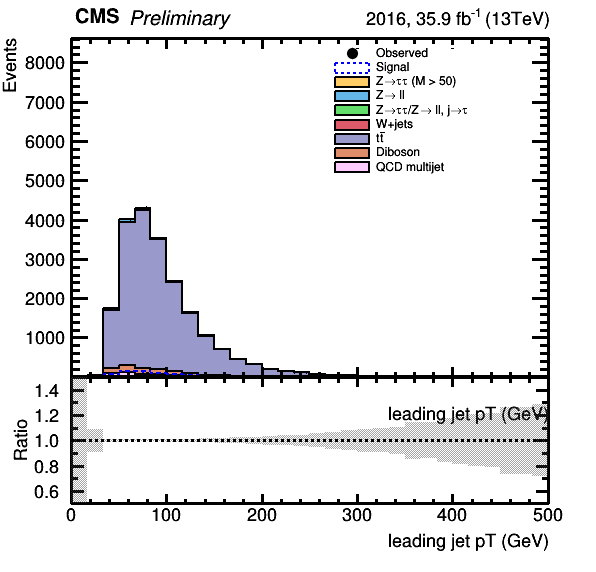 CMS Preliminary 2016, 35.9 fb⁻¹ (13TeV)
Events
8000
7000
6000
5000
4000
3000
2000
1000
Observed
Signal
Z→ττ (M > 50)
Z→ll
Z→ττ/Z→ll, j→τ
W+jets
tt̄
Diboson
QCD multijet
leading jet pT (GeV)
Ratio
1.4
1.2
1.0
0.8
0.6
0 100 200 300 400 500
leading jet pT (GeV)